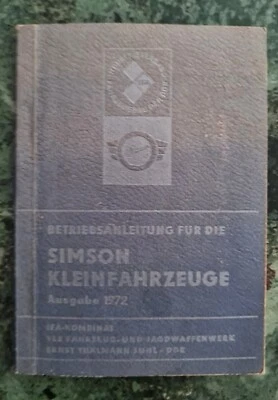 BETRIEBSANLEITUNG FÜR DIE
SIMSON
KLEINFAHRZEUGE
Ausgabe 1972
IFA-KOMBINAT
VEB FAHRZEUG- UND JAGDWAFFENWERK
ERNST THÄLMANN SUHL · DDR